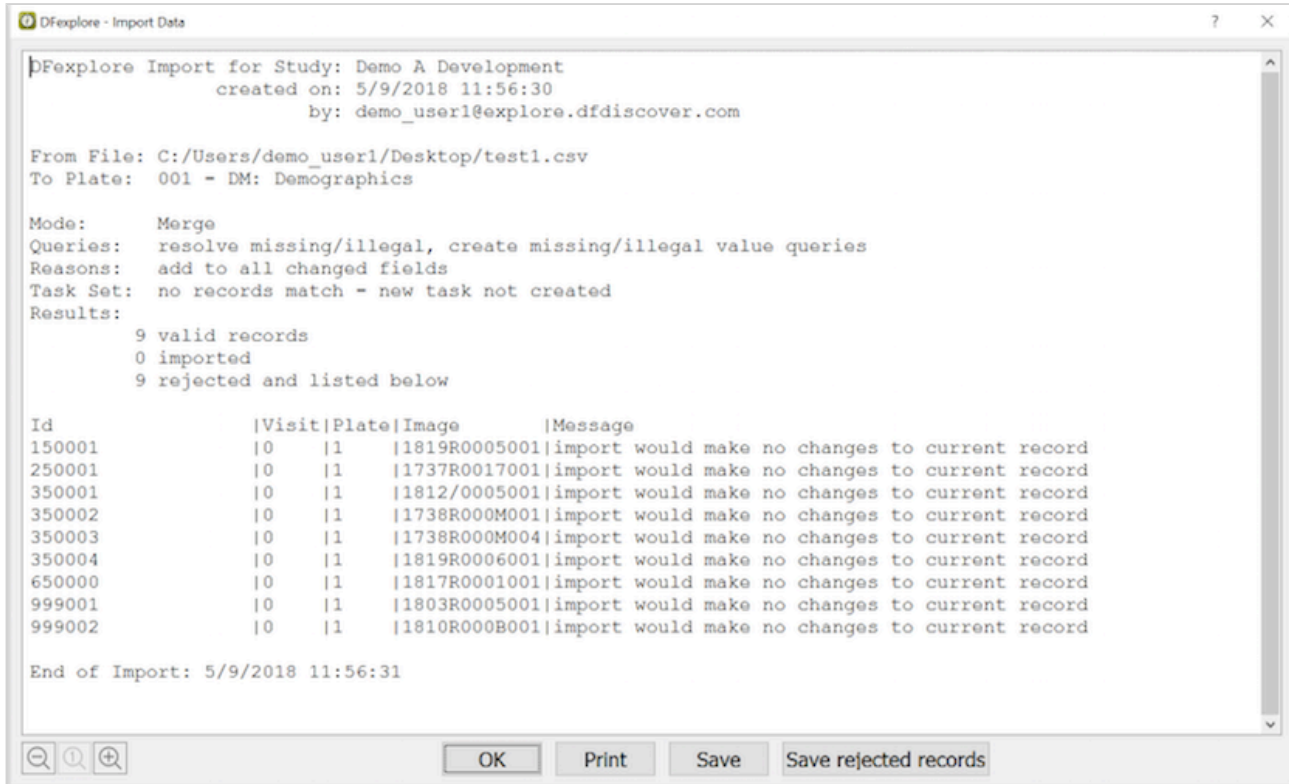 DFexplore - Import Data
DFexplore Import for Study: Demo A Development
created on: 5/9/2018 11:56:30
by: demo_user1@explore.dfdiscover.com
From File: C:/Users/demo_user1/Desktop/test1.csv
To Plate: 001 - DM: Demographics
Mode: Merge
Queries: resolve missing/illegal, create missing/illegal value queries
Reasons: add to all changed fields
Task Set: no records match - new task not created
Results:
9 valid records
0 imported
9 rejected and listed below
Id |Visit|Plate|Image |Message
150001 |0 |1 |1819R0005001|import would make no changes to current record
250001 |0 |1 |1737R0017001|import would make no changes to current record
350001 |0 |1 |1812/0005001|import would make no changes to current record
350002 |0 |1 |1738R000M001|import would make no changes to current record
350003 |0 |1 |1738R000M004|import would make no changes to current record
350004 |0 |1 |1819R0006001|import would make no changes to current record
650000 |0 |1 |1817R0001001|import would make no changes to current record
999001 |0 |1 |1803R0005001|import would make no changes to current record
999002 |0 |1 |1810R000B001|import would make no changes to current record
End of Import: 5/9/2018 11:56:31
OK Print Save Save rejected records